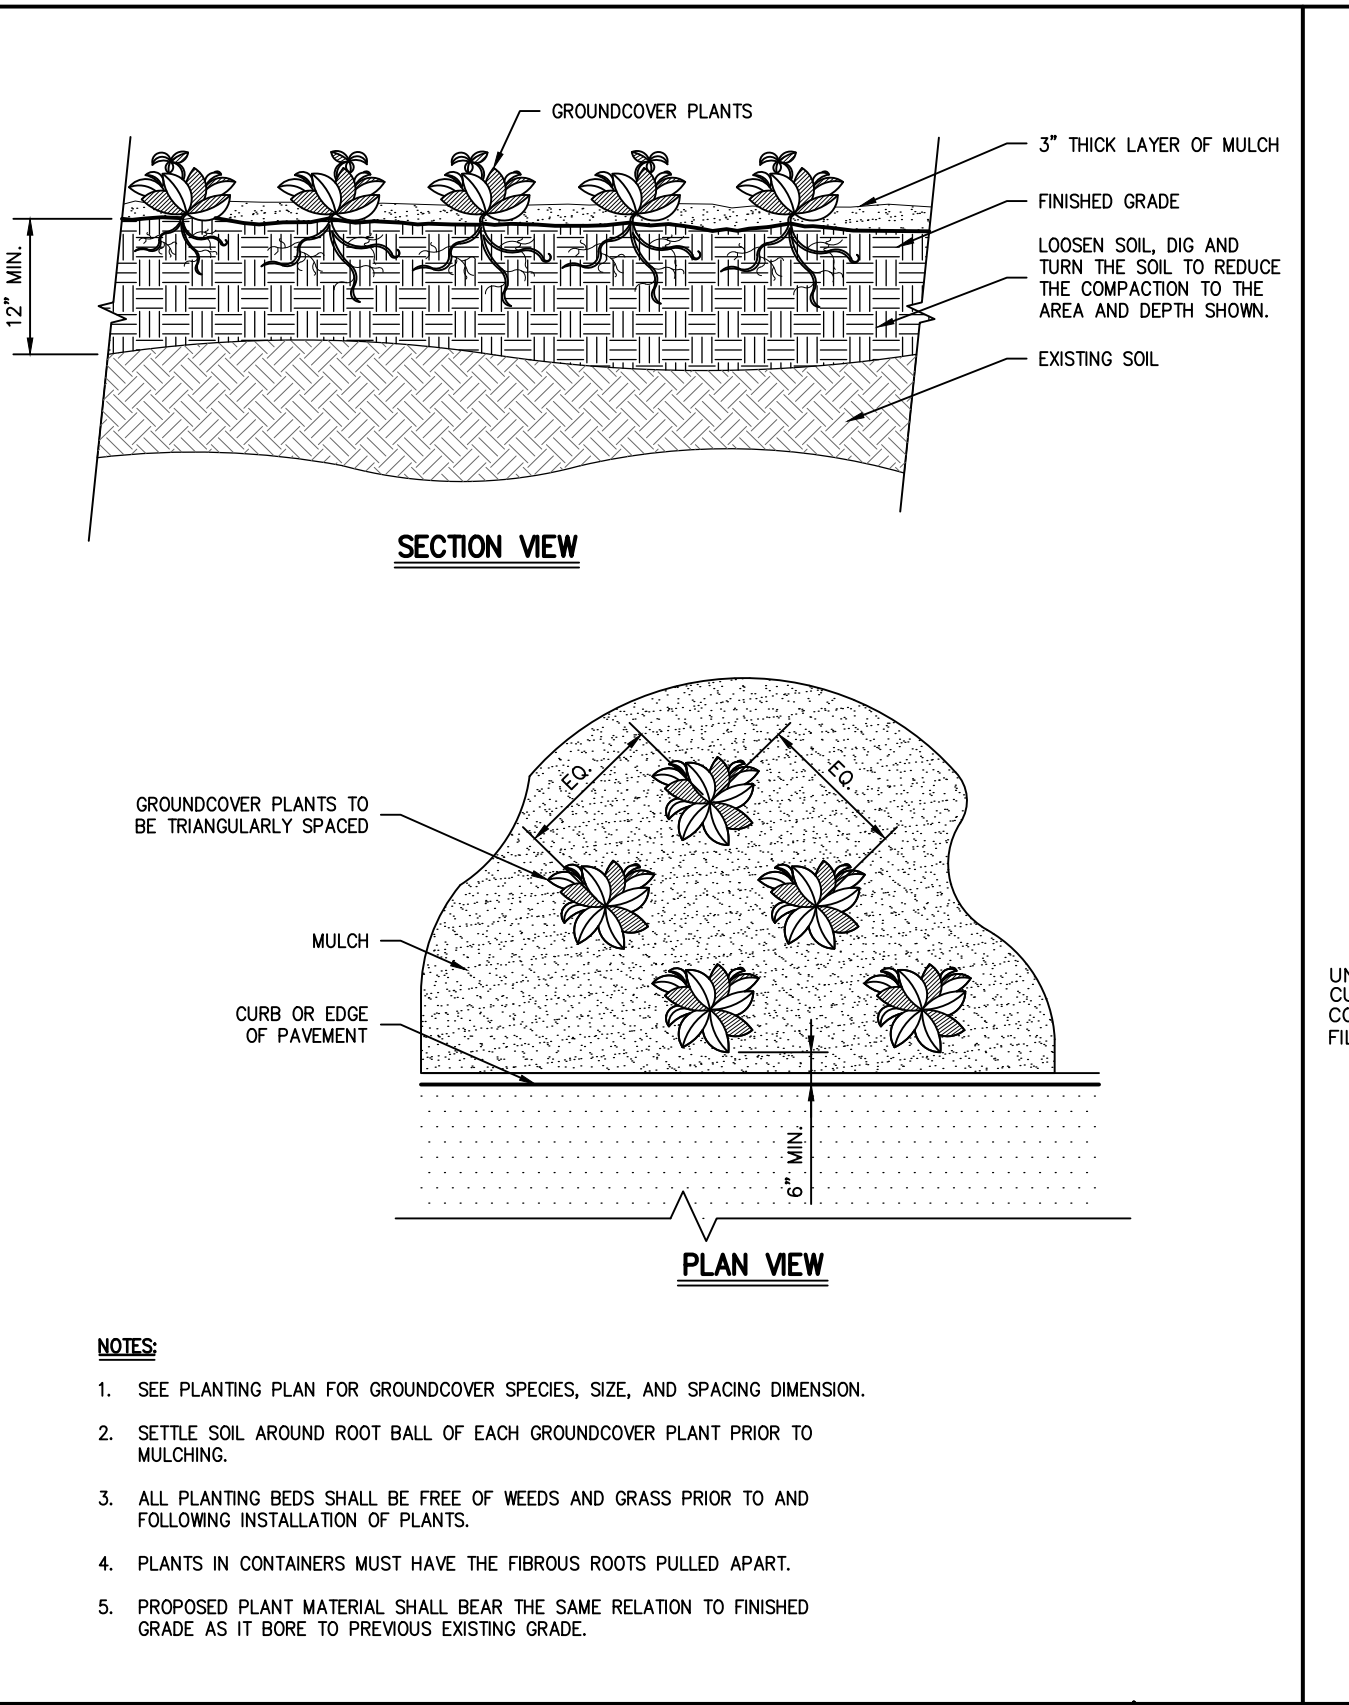 GROUNDCOVER PLANTS
3" THICK LAYER OF MULCH
FINISHED GRADE
LOOSEN SOIL, DIG AND
TURN THE SOIL TO REDUCE
THE COMPACTION TO THE
AREA AND DEPTH SHOWN.
EXISTING SOIL
12" MIN.
SECTION VIEW
EQ.
EQ.
GROUNDCOVER PLANTS TO
BE TRIANGULARLY SPACED
MULCH
CURB OR EDGE
OF PAVEMENT
6" MIN.
PLAN VIEW
NOTES:
1. SEE PLANTING PLAN FOR GROUNDCOVER SPECIES, SIZE, AND SPACING DIMENSION.
2. SETTLE SOIL AROUND ROOT BALL OF EACH GROUNDCOVER PLANT PRIOR TO
MULCHING.
3. ALL PLANTING BEDS SHALL BE FREE OF WEEDS AND GRASS PRIOR TO AND
FOLLOWING INSTALLATION OF PLANTS.
4. PLANTS IN CONTAINERS MUST HAVE THE FIBROUS ROOTS PULLED APART.
5. PROPOSED PLANT MATERIAL SHALL BEAR THE SAME RELATION TO FINISHED
GRADE AS IT BORE TO PREVIOUS EXISTING GRADE.